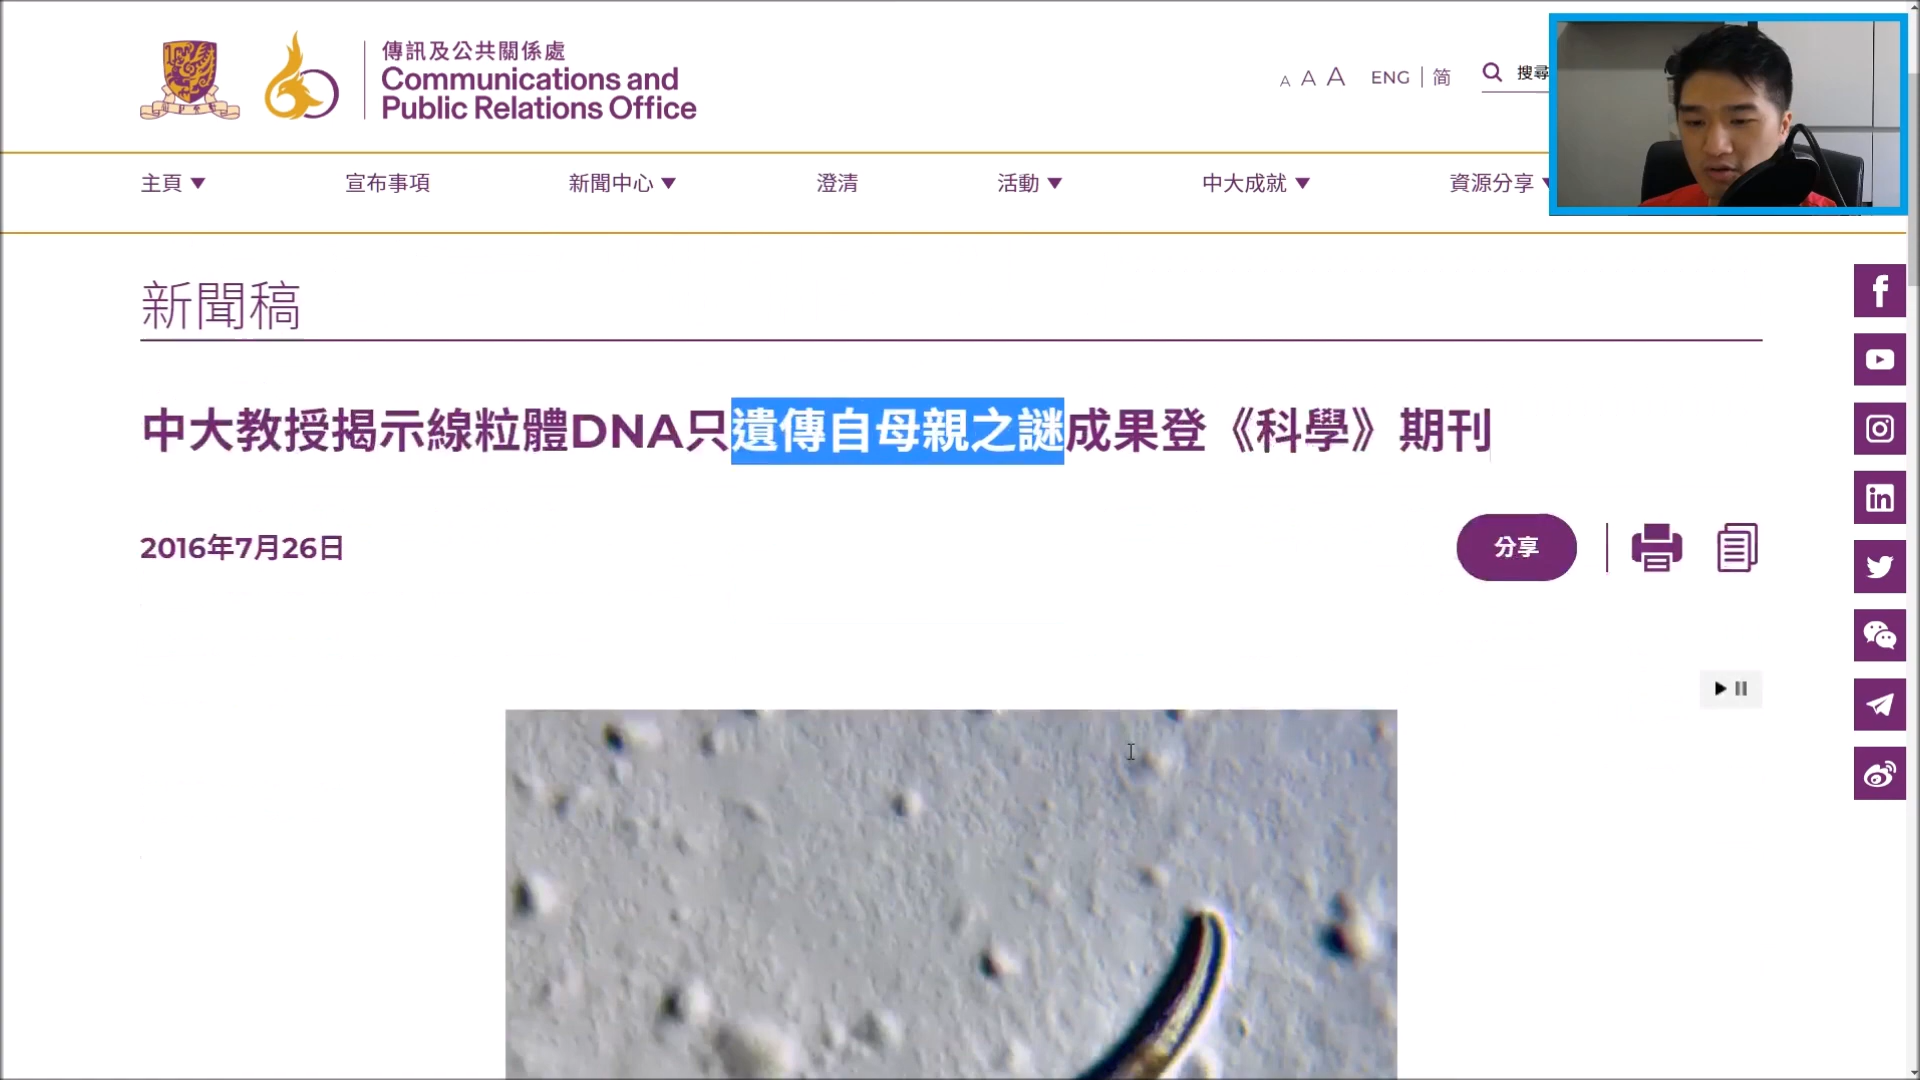 傳訊及公共關係處
Communications and
Public Relations Office
A A A ENG 简 搜尋
主頁 宣布事項 新聞中心 澄清 活動 中大成就 資源分享
新聞稿
中大教授揭示線粒體DNA只遺傳自母親之謎成果登《科學》期刊
2016年7月26日
分享